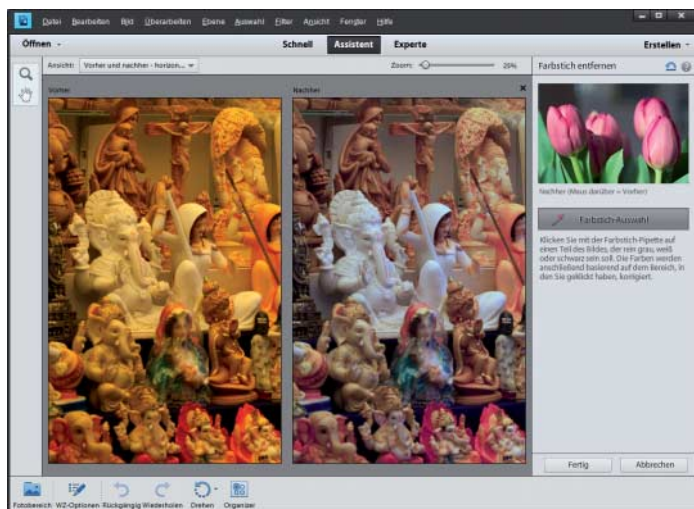 Datei Bearbeiten Bild Überarbeiten Ebene Auswahl Filter Ansicht Fenster Hilfe
Öffnen Schnell Assistent Experte Erstellen
Ansicht: Vorher und nachher - horizon... Zoom: 29% Farbstich entfernen
Vorher Nachher
Nachher (Maus darüber = Vorher)
Farbstich-Auswahl
Klicken Sie mit der Farbstich-Pipette auf
einen Teil des Bildes, der rein grau, weiß
oder schwarz sein soll. Die Farben werden
anschließend basierend auf dem Bereich, in
den Sie geklickt haben, korrigiert.
Fertig Abbrechen
Fotobereich WZ-Optionen Rückgängig Wiederholen Drehen Organizer